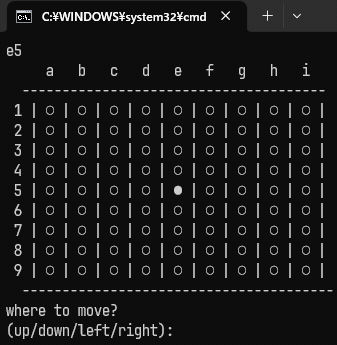 C:¥WINDOWS¥system32¥cmd
e5
a b c d e f g h i
----------------------------------------
1 | ○ | ○ | ○ | ○ | ○ | ○ | ○ | ○ | ○ |
2 | ○ | ○ | ○ | ○ | ○ | ○ | ○ | ○ | ○ |
3 | ○ | ○ | ○ | ○ | ○ | ○ | ○ | ○ | ○ |
4 | ○ | ○ | ○ | ○ | ○ | ○ | ○ | ○ | ○ |
5 | ○ | ○ | ○ | ○ | ● | ○ | ○ | ○ | ○ |
6 | ○ | ○ | ○ | ○ | ○ | ○ | ○ | ○ | ○ |
7 | ○ | ○ | ○ | ○ | ○ | ○ | ○ | ○ | ○ |
8 | ○ | ○ | ○ | ○ | ○ | ○ | ○ | ○ | ○ |
9 | ○ | ○ | ○ | ○ | ○ | ○ | ○ | ○ | ○ |
----------------------------------------
where to move?
(up/down/left/right):